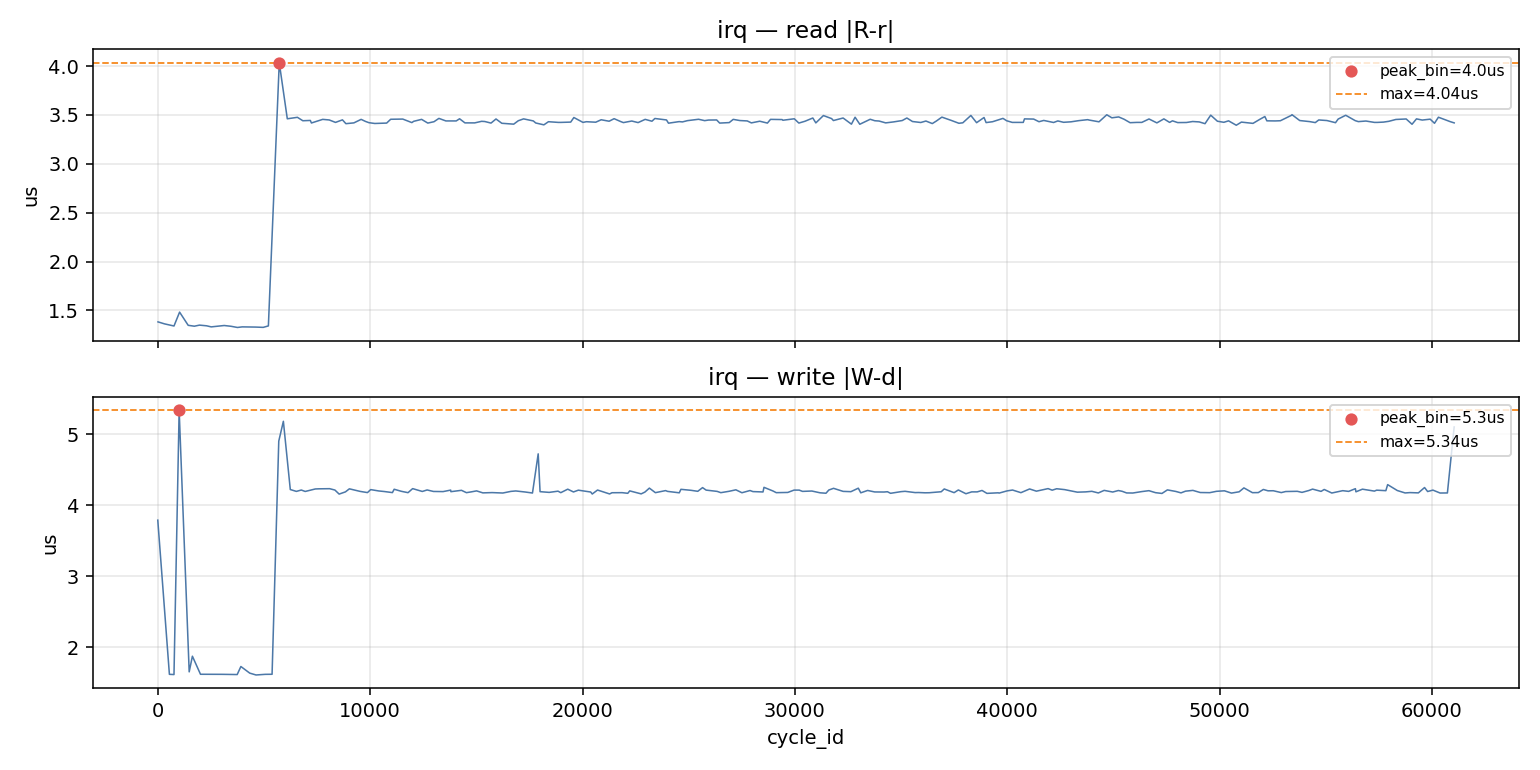 irq — read |R-r|
us
4.0
3.5
3.0
2.5
2.0
1.5
peak_bin=4.0us
max=4.04us
irq — write |W-d|
us
5
4
3
2
peak_bin=5.3us
max=5.34us
0 10000 20000 30000 40000 50000 60000
cycle_id